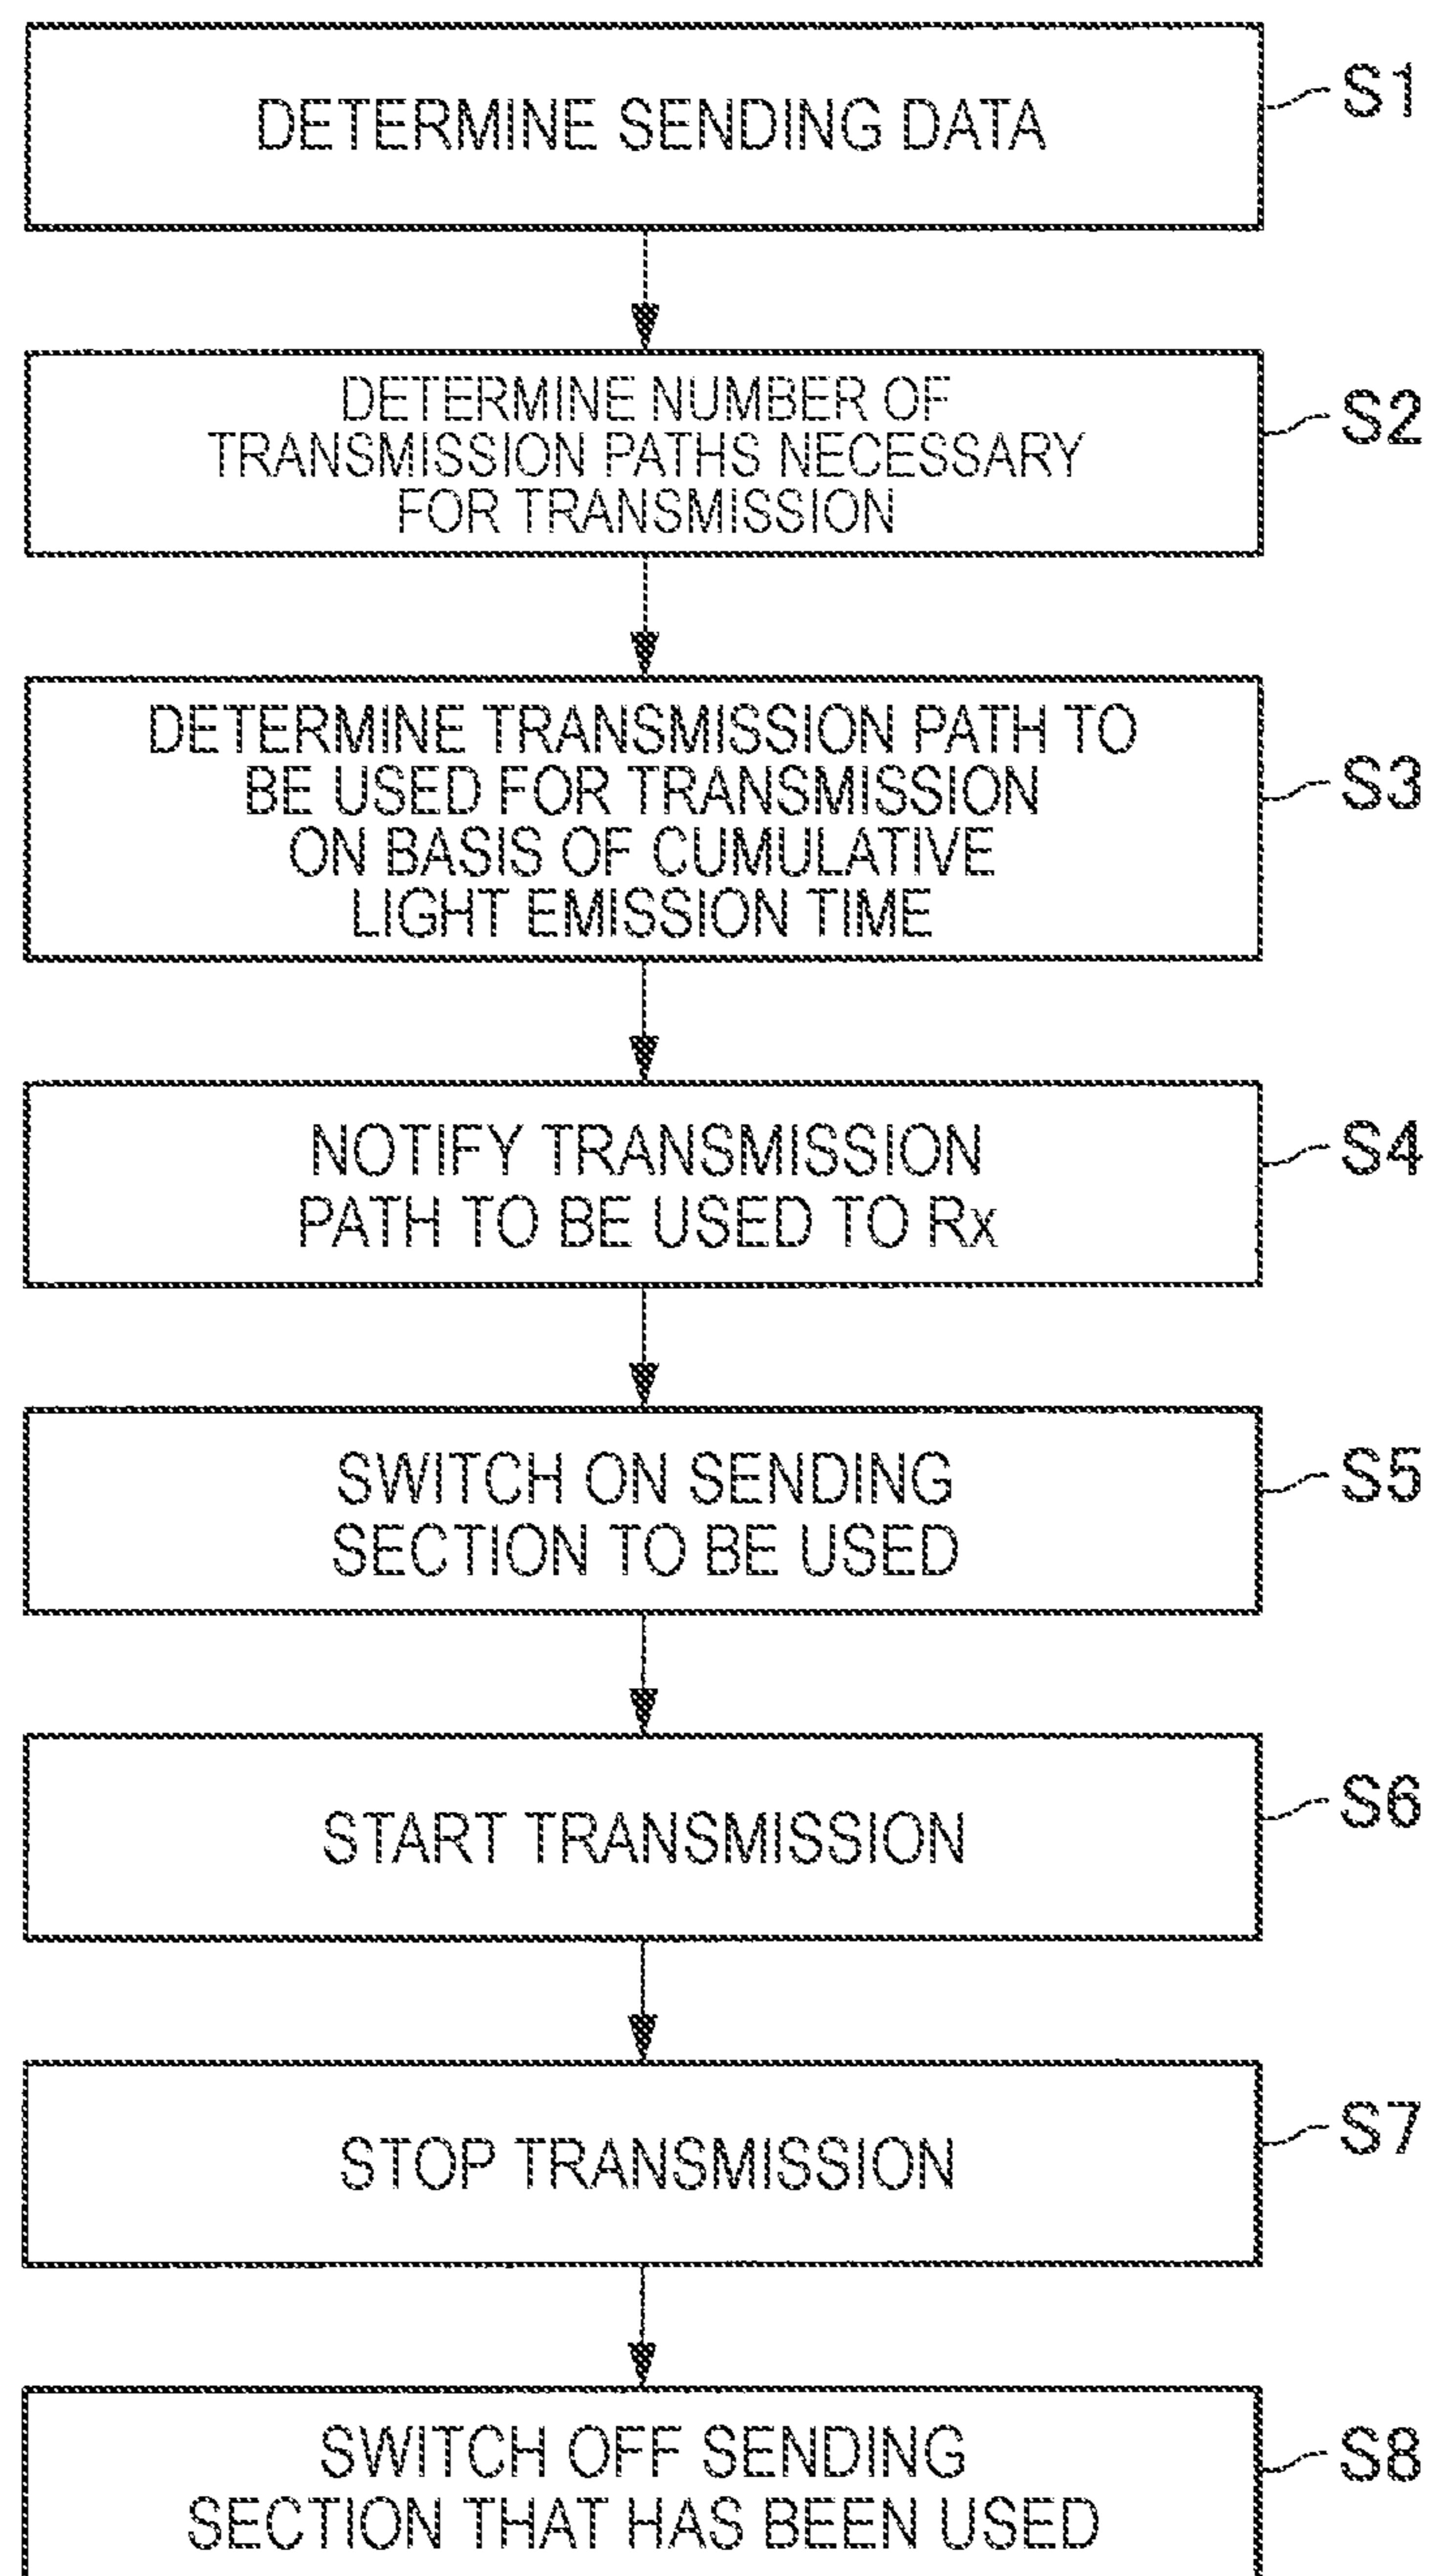 DETERMINE SENDING DATA
S1
DETERMINE NUMBER OF
TRANSMISSION PATHS NECESSARY
FOR TRANSMISSION
S2
DETERMINE TRANSMISSION PATH TO
BE USED FOR TRANSMISSION
ON BASIS OF CUMULATIVE
LIGHT EMISSION TIME
S3
NOTIFY TRANSMISSION
PATH TO BE USED TO Rx
S4
SWITCH ON SENDING
SECTION TO BE USED
S5
START TRANSMISSION
S6
STOP TRANSMISSION
S7
SWITCH OFF SENDING
SECTION THAT HAS BEEN USED
S8